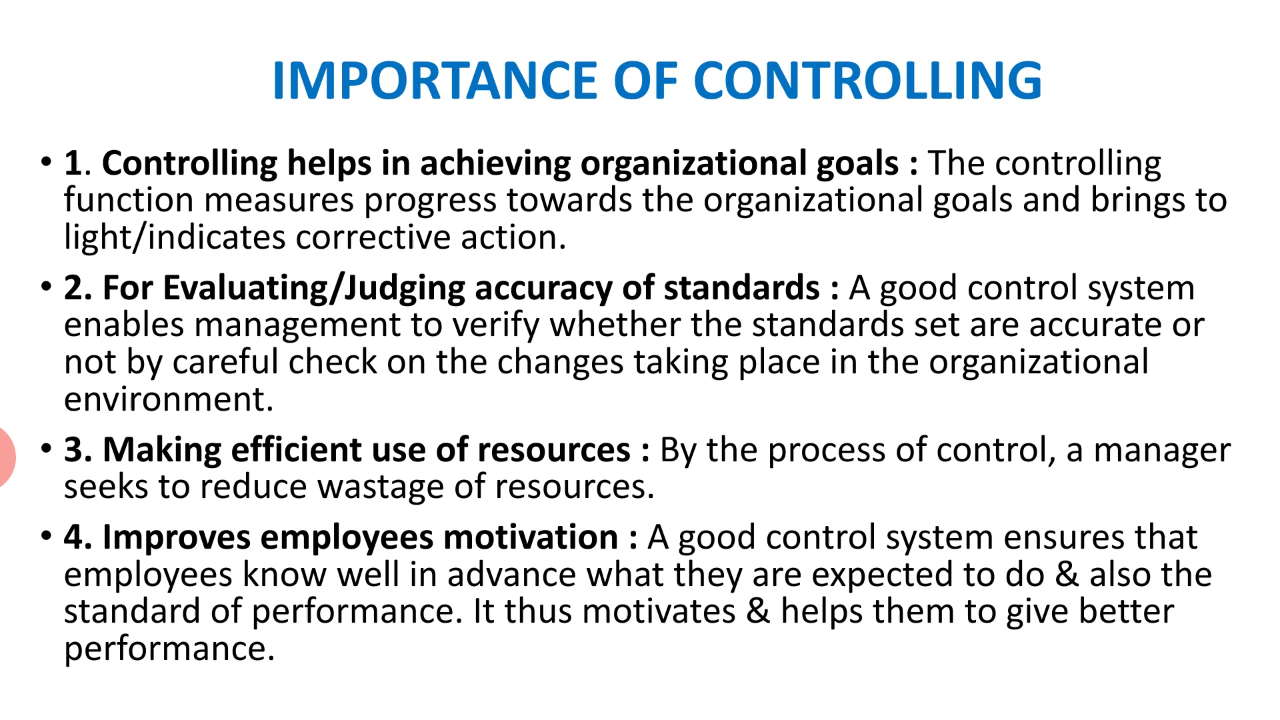 IMPORTANCE OF CONTROLLING
• 1. Controlling helps in achieving organizational goals : The controlling
function measures progress towards the organizational goals and brings to
light/indicates corrective action.
• 2. For Evaluating/Judging accuracy of standards : A good control system
enables management to verify whether the standards set are accurate or
not by careful check on the changes taking place in the organizational
environment.
• 3. Making efficient use of resources : By the process of control, a manager
seeks to reduce wastage of resources.
• 4. Improves employees motivation : A good control system ensures that
employees know well in advance what they are expected to do & also the
standard of performance. It thus motivates & helps them to give better
performance.